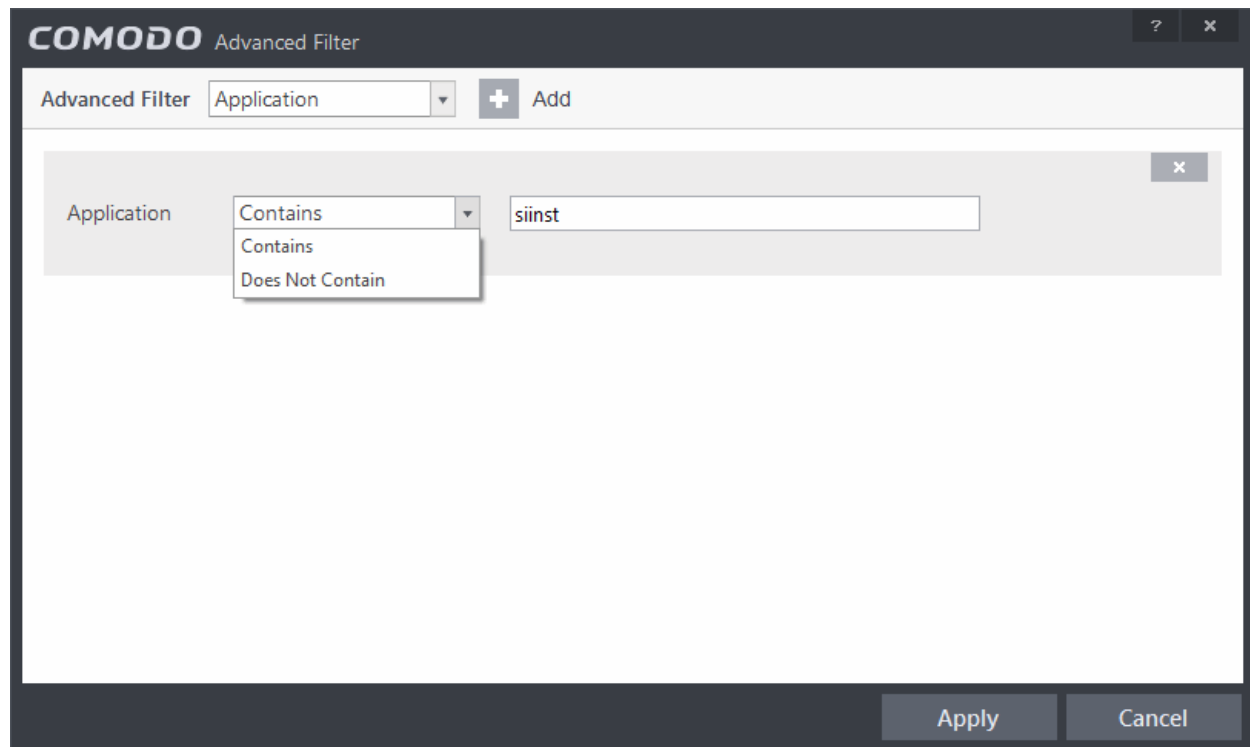 COMODO Advanced Filter ? ×
Advanced Filter Application Add
Application Contains siinst
Contains
Does Not Contain
Apply Cancel